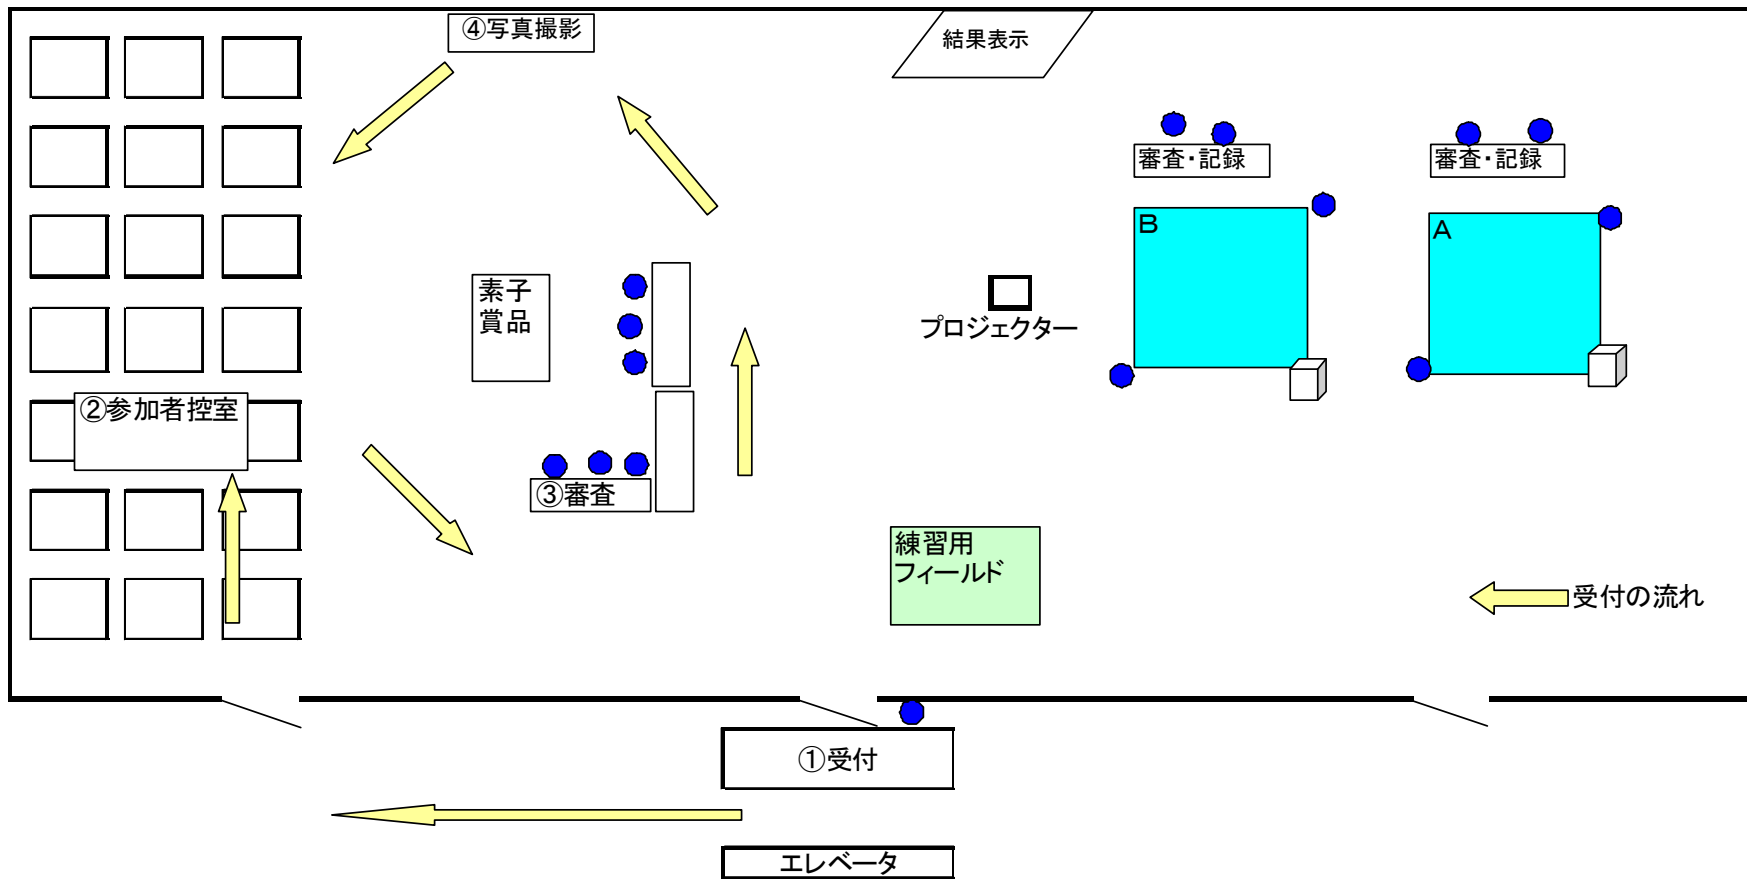 ④写真撮影
結果表示
審査・記録
審査・記録
B
A
素子
賞品
プロジェクター
②参加者控室
③審査
練習用
フィールド
受付の流れ
①受付
エレベータ